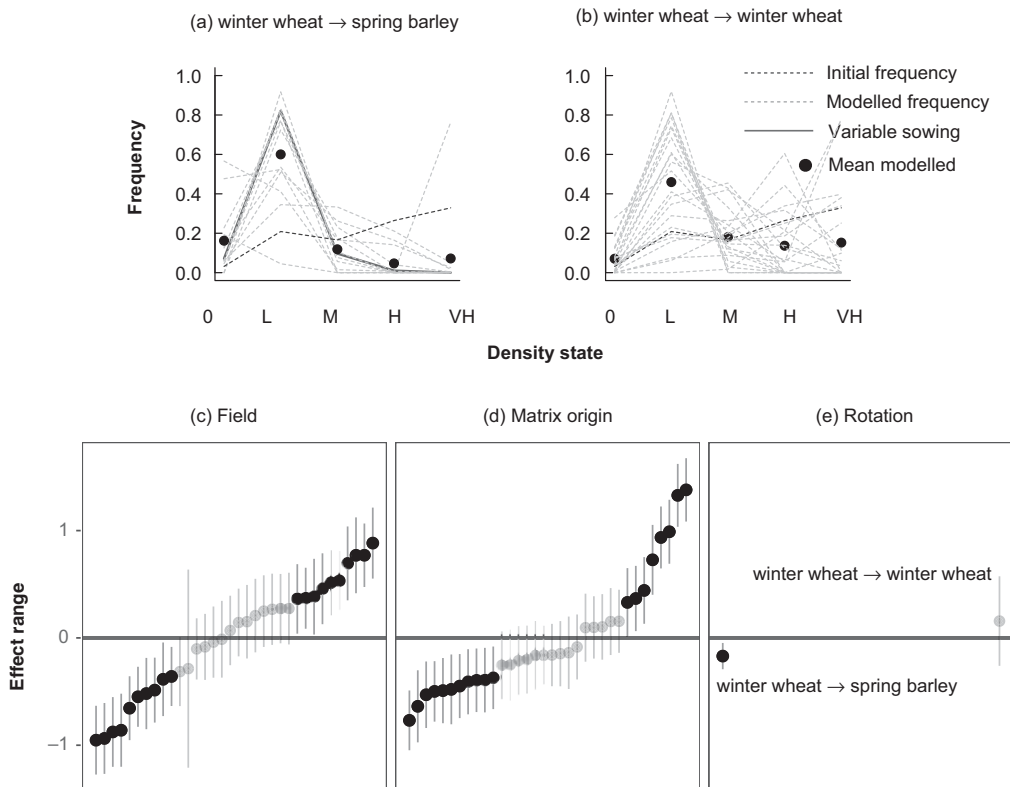 (a) winter wheat → spring barley
(b) winter wheat → winter wheat
Frequency
1.0
0.8
0.6
0.4
0.2
0.0
0 L M H VH
1.0
0.8
0.6
0.4
0.2
0.0
0 L M H VH
Initial frequency
Modelled frequency
Variable sowing
Mean modelled
Density state
(c) Field
(d) Matrix origin
(e) Rotation
Effect range
1
0
–1
winter wheat → winter wheat
winter wheat → spring barley